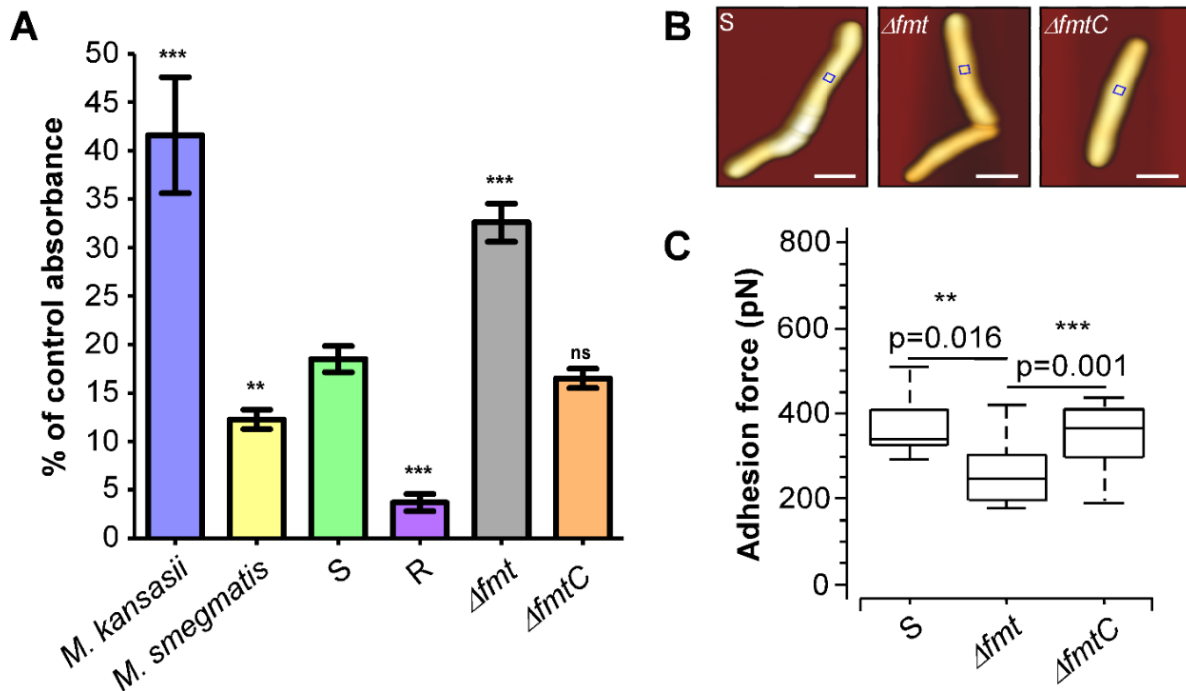 A
% of control absorbance
50
45
40
35
30
25
20
15
10
5
0
***
**
***
***
ns
M. kansasii
M. smegmatis
S
R
Δfmt
ΔfmtC
B
S
Δfmt
ΔfmtC
C
Adhesion force (pN)
800
600
400
200
0
**
p=0.016
***
p=0.001
S
Δfmt
ΔfmtC